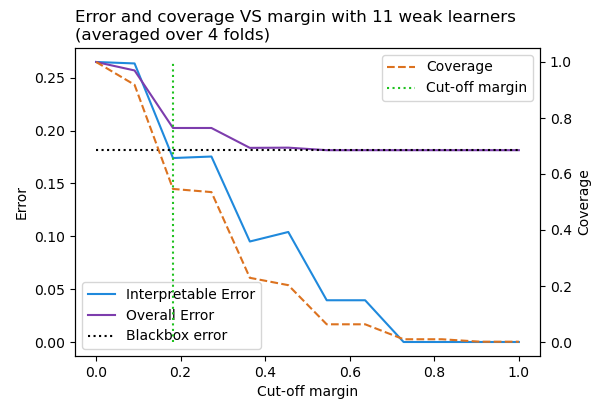 Error and coverage VS margin with 11 weak learners
(averaged over 4 folds)
Error
0.25
0.20
0.15
0.10
0.05
0.00
Coverage
Cut-off margin
Interpretable Error
Overall Error
Blackbox error
1.0
0.8
0.6
0.4
0.2
0.0
Coverage
0.0 0.2 0.4 0.6 0.8 1.0
Cut-off margin